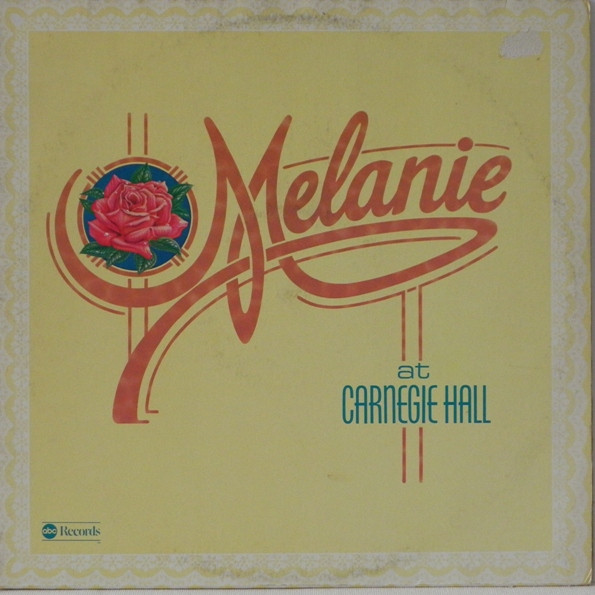 Melanie
at
CARNEGIE HALL
abc Records